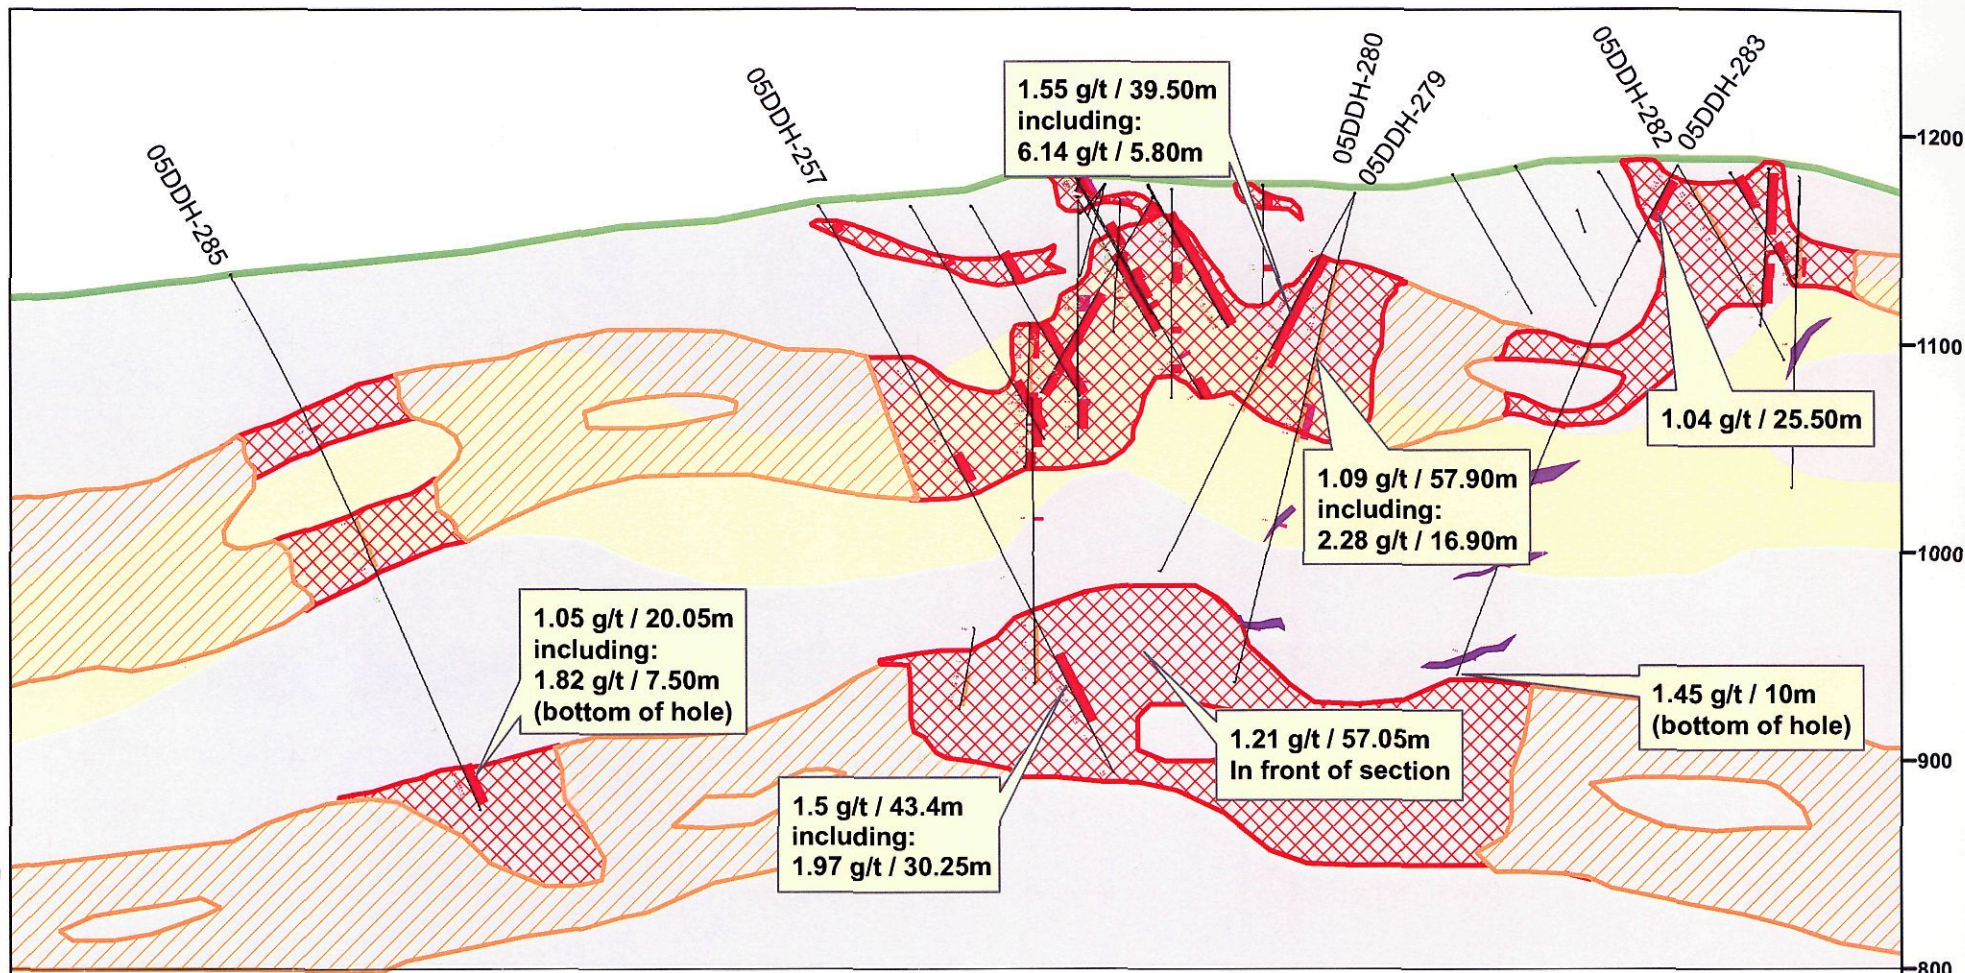 05DDH-285
05DDH-257
1.55 g/t / 39.50m
including:
6.14 g/t / 5.80m
05DDH-280
05DDH-279
05DDH-282
05DDH-283
1200
1100
1000
900
800
1.04 g/t / 25.50m
1.09 g/t / 57.90m
including:
2.28 g/t / 16.90m
1.05 g/t / 20.05m
including:
1.82 g/t / 7.50m
(bottom of hole)
1.45 g/t / 10m
(bottom of hole)
1.21 g/t / 57.05m
In front of section
1.5 g/t / 43.4m
including:
1.97 g/t / 30.25m